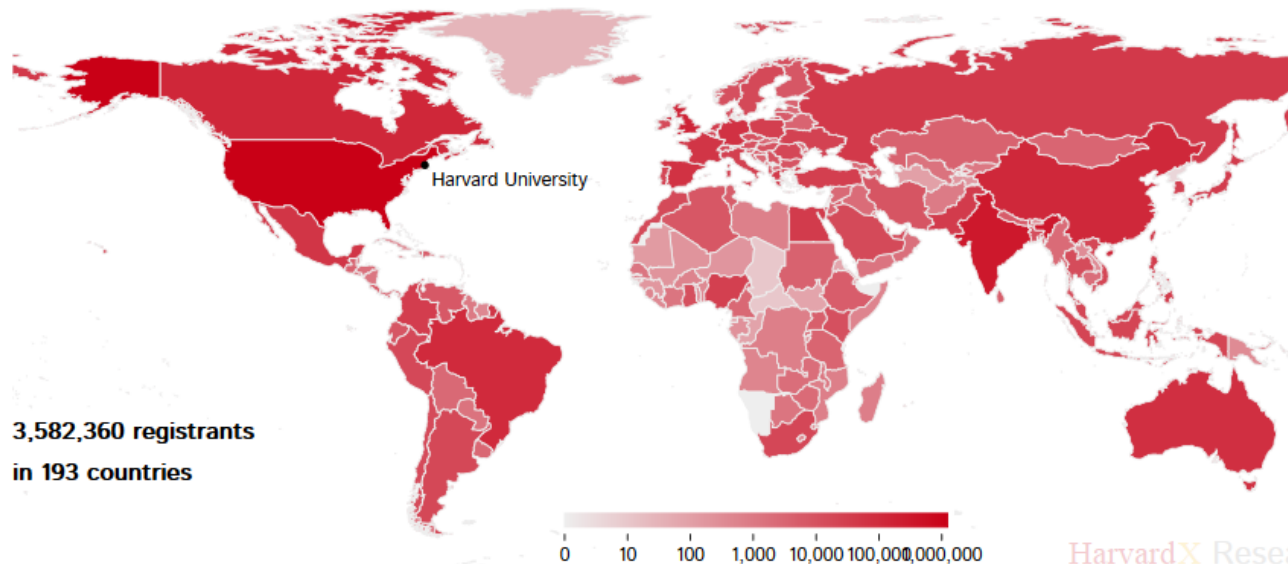 Harvard University
3,582,360 registrants
in 193 countries
0 10 100 1,000 10,000 100,000 1,000,000
HarvardX Resea